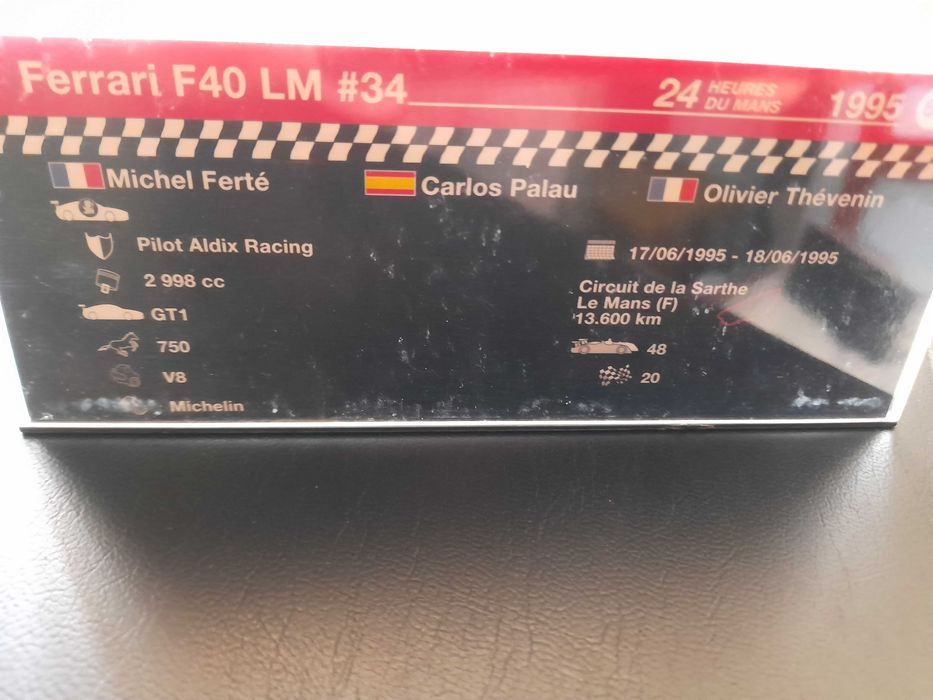 Ferrari F40 LM #34
24 HEURES DU MANS 1995
Michel Ferté
Carlos Palau
Olivier Thévenin
Pilot Aldix Racing
2 998 cc
GT1
750
V8
Michelin
17/06/1995 - 18/06/1995
Circuit de la Sarthe
Le Mans (F)
13.600 km
48
20